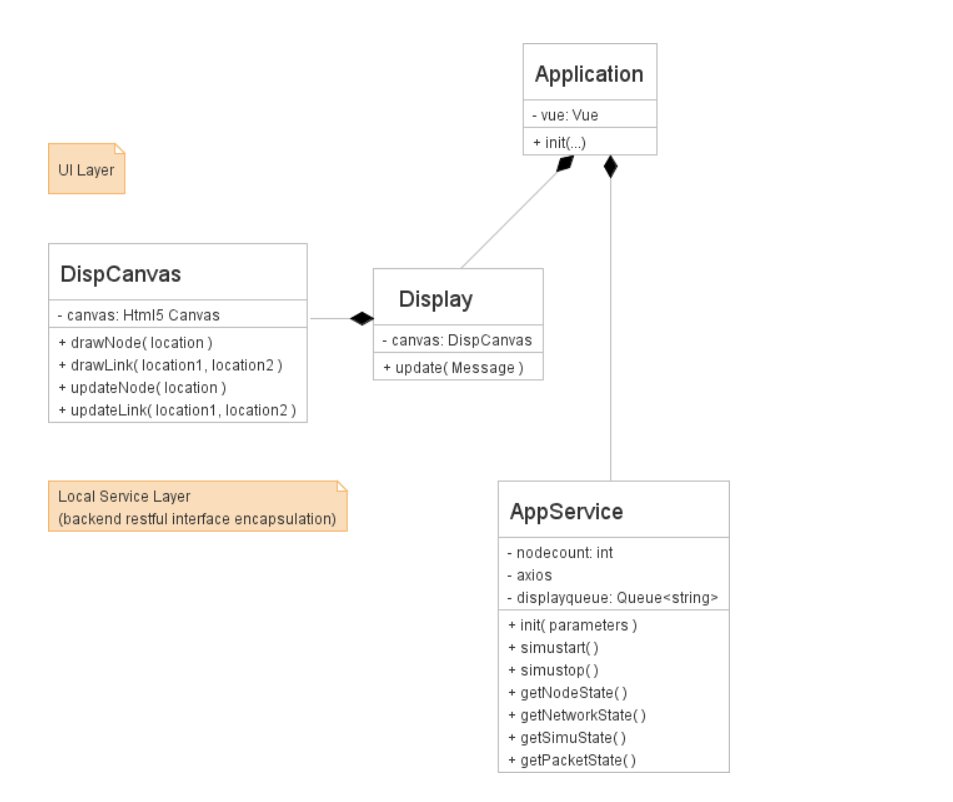 Application
- vue: Vue
+ init(...)
UI Layer
DispCanvas
- canvas: Html5 Canvas
+ drawNode( location )
+ drawLink( location1, location2 )
+ updateNode( location )
+ updateLink( location1, location2 )
Display
- canvas: DispCanvas
+ update( Message )
Local Service Layer
(backend restful interface encapsulation)
AppService
- nodecount: int
- axios
- displayqueue: Queue<string>
+ init( parameters )
+ simustart( )
+ simustop( )
+ getNodeState( )
+ getNetworkState( )
+ getSimuState( )
+ getPacketState( )